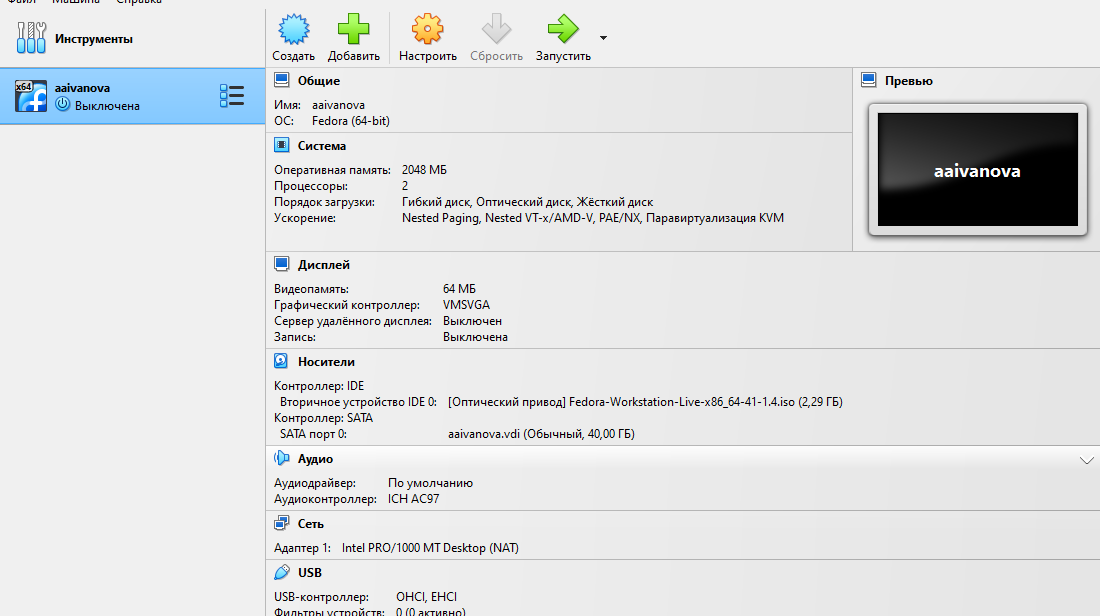 Файл Машина Справка
Инструменты
Создать Добавить Настроить Сбросить Запустить
x64
aaivanova
Выключена
Общие
Имя: aaivanova
ОС: Fedora (64-bit)
Превью
aaivanova
Система
Оперативная память: 2048 МБ
Процессоры: 2
Порядок загрузки: Гибкий диск, Оптический диск, Жёсткий диск
Ускорение: Nested Paging, Nested VT-x/AMD-V, PAE/NX, Паравиртуализация KVM
Дисплей
Видеопамять: 64 МБ
Графический контроллер: VMSVGA
Сервер удалённого дисплея: Выключен
Запись: Выключена
Носители
Контроллер: IDE
Вторичное устройство IDE 0: [Оптический привод] Fedora-Workstation-Live-x86_64-41-1.4.iso (2,29 ГБ)
Контроллер: SATA
SATA порт 0: aaivanova.vdi (Обычный, 40,00 ГБ)
Аудио
Аудиодрайвер: По умолчанию
Аудиоконтроллер: ICH AC97
Сеть
Адаптер 1: Intel PRO/1000 MT Desktop (NAT)
USB
USB-контроллер: OHCI, EHCI
Фильтры устройств: 0 (0 активно)